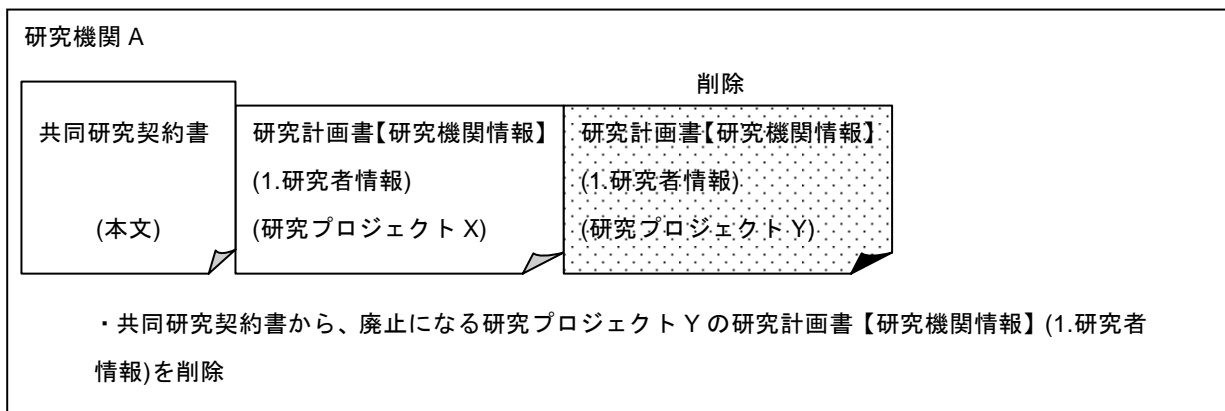 研究機関 A
削除
共同研究契約書
(本文)
研究計画書【研究機関情報】
(1.研究者情報)
(研究プロジェクト X)
研究計画書【研究機関情報】
(1.研究者情報)
(研究プロジェクト Y)
・共同研究契約書から、廃止になる研究プロジェクト Y の研究計画書【研究機関情報】(1.研究者
情報)を削除